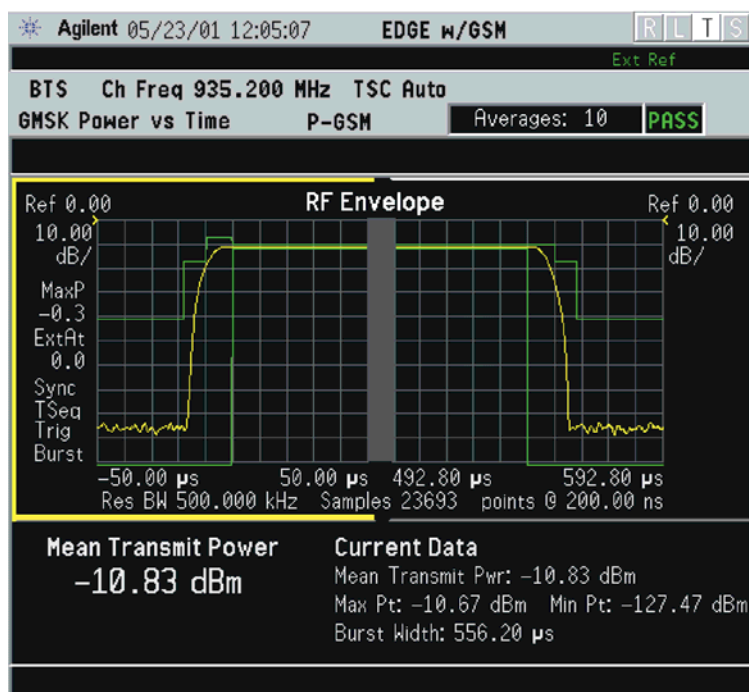 Agilent 05/23/01 12:05:07 EDGE w/GSM R L T S
Ext Ref
BTS Ch Freq 935.200 MHz TSC Auto
GMSK Power vs Time P-GSM Averages: 10 PASS
Ref 0.00 RF Envelope Ref 0.00
10.00 10.00
dB/ dB/
MaxP
-0.3
ExtAt
0.0
Sync
TSeq
Trig
Burst
-50.00 µs 50.00 µs 492.80 µs 592.80 µs
Res BW 500.000 kHz Samples 23693 points @ 200.00 ns
Mean Transmit Power Current Data
-10.83 dBm Mean Transmit Pwr: -10.83 dBm
Max Pt: -10.67 dBm Min Pt: -127.47 dBm
Burst Width: 556.20 µs